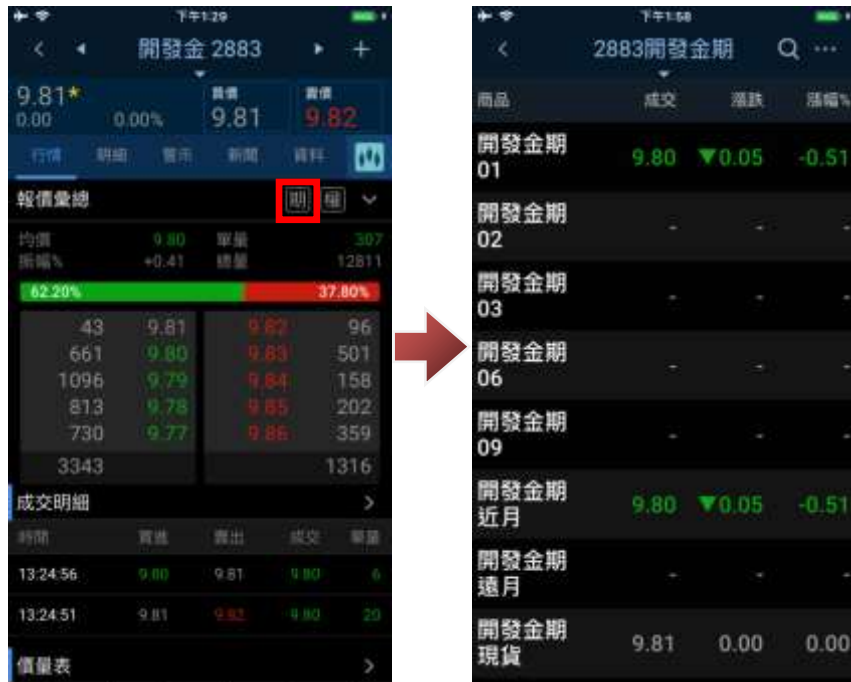 下午1:29
開發金 2883
9.81*
0.00 0.00%
買價
9.81
賣價
9.82
行情 明細 警示 新聞 資料
報價彙總 期 權
均價 9.80 單量 307
振幅% +0.41 總量 12811
62.20% 37.80%
43 9.81 9.82 96
661 9.80 9.83 501
1096 9.79 9.84 158
813 9.78 9.85 202
730 9.77 9.86 359
3343 1316
成交明細 >
時間 買進 賣出 成交 單量
13:24:56 9.80 9.81 9.80 6
13:24:51 9.81 9.82 9.80 20
價量表 >
下午1:58
2883開發金期
商品 成交 漲跌 漲幅%
開發金期
01
9.80 ▼0.05 -0.51
開發金期
02
- - -
開發金期
03
- - -
開發金期
06
- - -
開發金期
09
- - -
開發金期
近月
9.80 ▼0.05 -0.51
開發金期
遠月
- - -
開發金期
現貨
9.81 0.00 0.00